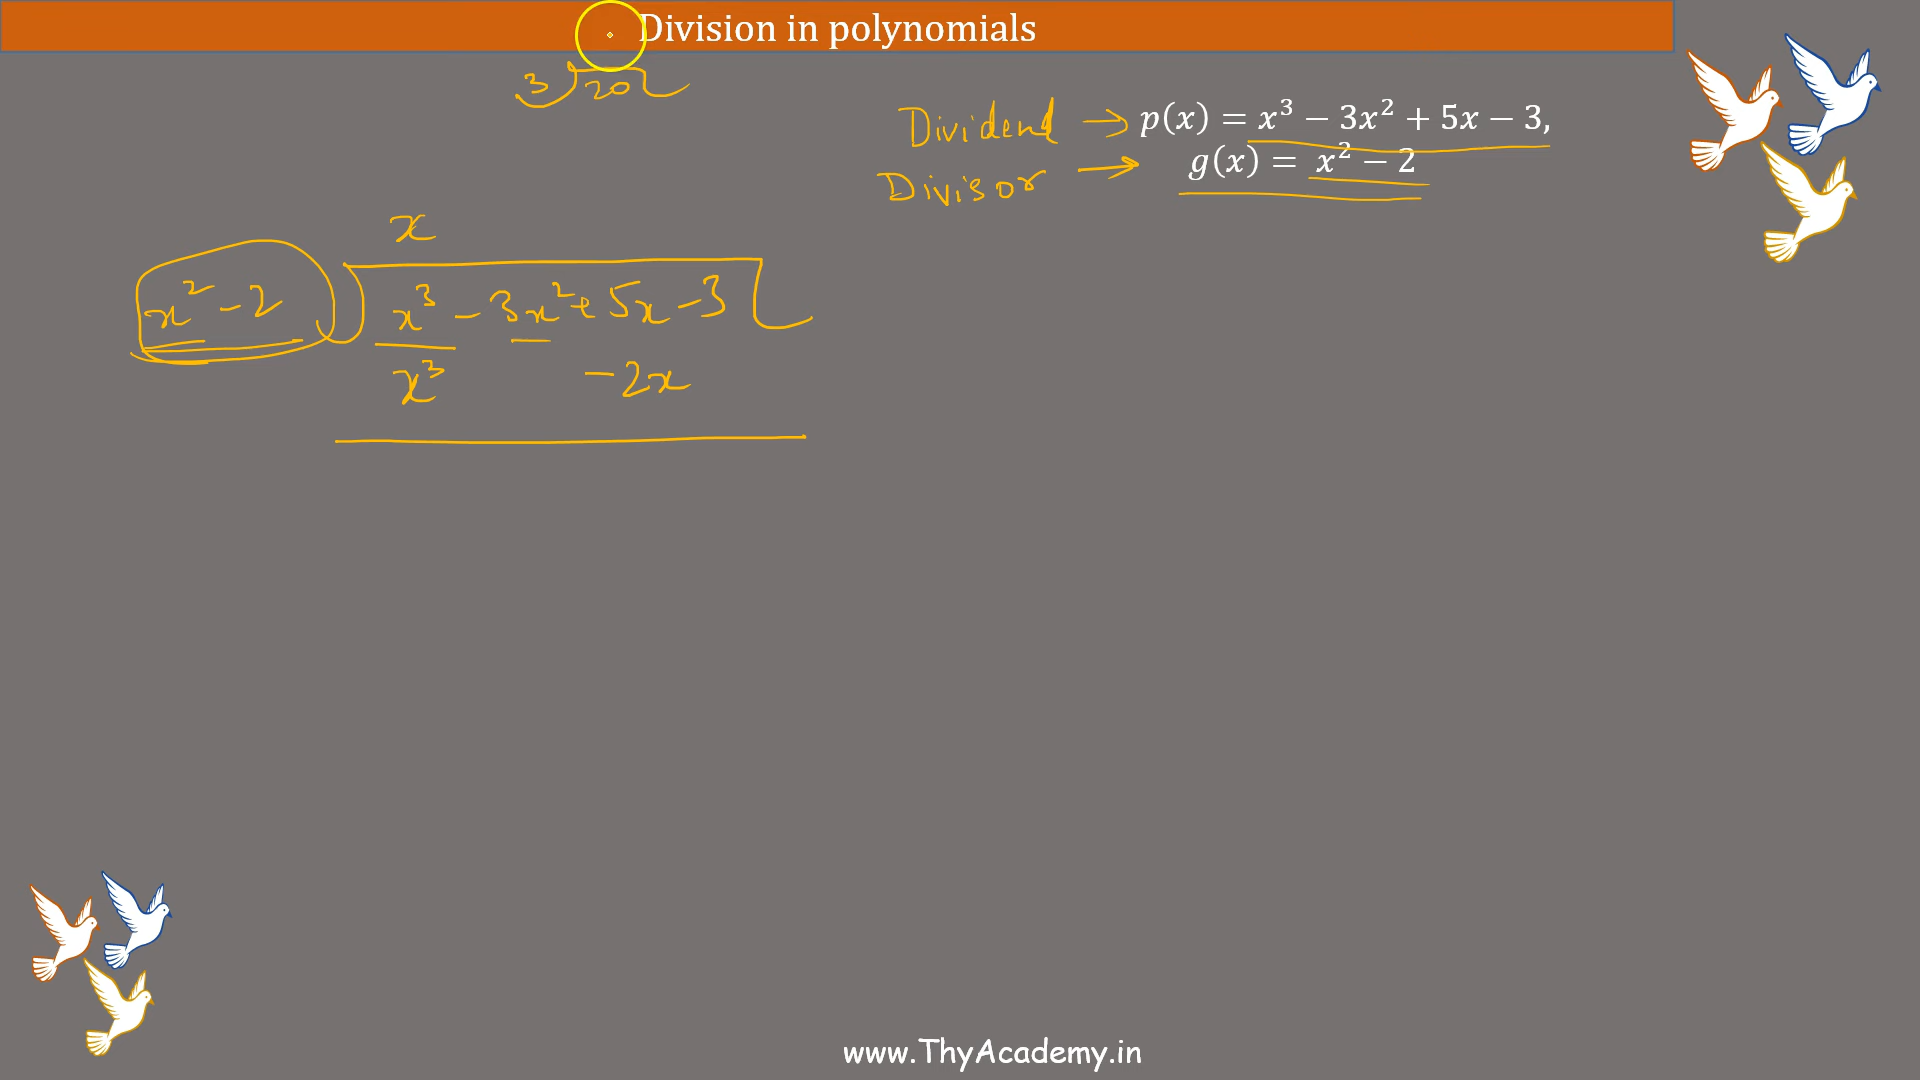 Division in polynomials
3 20
Dividend → p(x) = x³ − 3x² + 5x − 3,
Divisor → g(x) = x² − 2
x
x² - 2 x³ - 3x² + 5x - 3
x³ - 2x
www.ThyAcademy.in